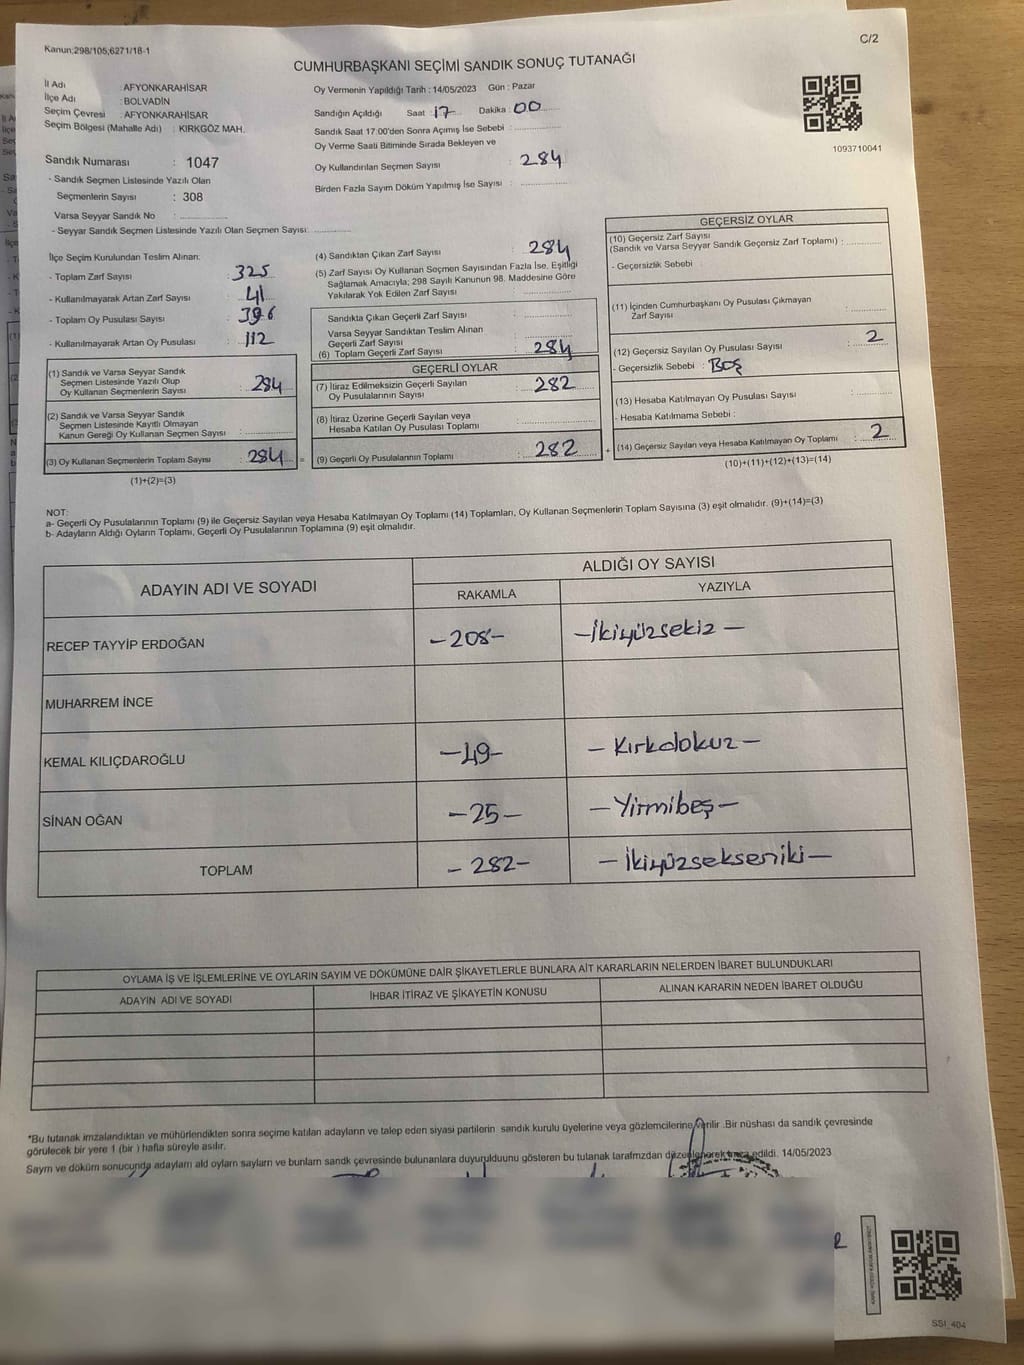 Kanun;298/105;6271/18-1
C/2
CUMHURBAŞKANI SEÇİMİ SANDIK SONUÇ TUTANAĞI
İl Adı : AFYONKARAHİSAR
İlçe Adı : BOLVADİN
Seçim Çevresi : AFYONKARAHİSAR
Seçim Bölgesi (Mahalle Adı) : KIRKGÖZ MAH.
Sandık Numarası : 1047
- Sandık Seçmen Listesinde Yazılı Olan
Seçmenlerin Sayısı : 308
Varsa Seyyar Sandık No : ..............
- Seyyar Sandık Seçmen Listesinde Yazılı Olan Seçmen Sayısı: ............
Oy Vermenin Yapıldığı Tarih : 14/05/2023 Gün : Pazar
Sandığın Açıldığı Saat : 17 Dakika : 00
Sandık Saat 17.00'den Sonra Açımış İse Sebebi : ..............
Oy Verme Saati Bitiminde Sırada Bekleyen ve
Oy Kullandırılan Seçmen Sayısı : 284
Birden Fazla Sayım Döküm Yapılmış İse Sayısı : ..............
1093710041
İlçe Seçim Kurulundan Teslim Alınan:
- Toplam Zarf Sayısı : 325
- Kullanılmayarak Artan Zarf Sayısı : 41
- Toplam Oy Pusulası Sayısı : 396
- Kullanılmayarak Artan Oy Pusulası : 112
(1) Sandık ve Varsa Seyyar Sandık
Seçmen Listesinde Yazılı Olup
Oy Kullanan Seçmenlerin Sayısı : 284
(2) Sandık ve Varsa Seyyar Sandık
Seçmen Listesinde Kayıtlı Olmayan
Kanun Gereği Oy Kullanan Seçmen Sayısı : ..............
(3) Oy Kullanan Seçmenlerin Toplam Sayısı : 284 =
(1)+(2)=(3)
(4) Sandıktan Çıkan Zarf Sayısı : 284
(5) Zarf Sayısı Oy Kullanan Seçmen Sayısından Fazla İse, Eşitliği
Sağlamak Amacıyla; 298 Sayılı Kanunun 98. Maddesine Göre
Yakılarak Yok Edilen Zarf Sayısı : ..............
Sandıkta Çıkan Geçerli Zarf Sayısı : ..............
Varsa Seyyar Sandıktan Teslim Alınan
Geçerli Zarf Sayısı : ..............
(6) Toplam Geçerli Zarf Sayısı : 284
GEÇERLİ OYLAR
(7) İtiraz Edilmeksizin Geçerli Sayılan
Oy Pusulalarının Sayısı : 282
(8) İtiraz Üzerine Geçerli Sayılan veya
Hesaba Katılan Oy Pusulası Toplamı : ..............
(9) Geçerli Oy Pusulalarının Toplamı : 282 +
GEÇERSİZ OYLAR
(10) Geçersiz Zarf Sayısı
(Sandık ve Varsa Seyyar Sandık Geçersiz Zarf Toplamı) : ..............
- Geçersizlik Sebebi :
(11) İçinden Cumhurbaşkanı Oy Pusulası Çıkmayan
Zarf Sayısı : ..............
(12) Geçersiz Sayılan Oy Pusulası Sayısı : 2
- Geçersizlik Sebebi : Boş
(13) Hesaba Katılmayan Oy Pusulası Sayısı : ..............
- Hesaba Katılmama Sebebi :
(14) Geçersiz Sayılan veya Hesaba Katılmayan Oy Toplamı : 2
(10)+(11)+(12)+(13)=(14)
NOT:
a- Geçerli Oy Pusulalarının Toplamı (9) ile Geçersiz Sayılan veya Hesaba Katılmayan Oy Toplamı (14) Toplamları, Oy Kullanan Seçmenlerin Toplam Sayısına (3) eşit olmalıdır. (9)+(14)=(3)
b- Adayların Aldığı Oyların Toplamı, Geçerli Oy Pusulalarının Toplamına (9) eşit olmalıdır.
ADAYIN ADI VE SOYADI ALDIĞI OY SAYISI
RAKAMLA YAZIYLA
RECEP TAYYİP ERDOĞAN -208- -İkiyüzsekiz-
MUHARREM İNCE
KEMAL KILIÇDAROĞLU -49- -Kırkdokuz-
SİNAN OĞAN -25- -Yirmibeş-
TOPLAM -282- -İkiyüzsekseniki-
OYLAMA İŞ VE İŞLEMLERİNE VE OYLARIN SAYIM VE DÖKÜMÜNE DAİR ŞİKAYETLERLE BUNLARA AİT KARARLARIN NELERDEN İBARET BULUNDUKLARI
ADAYIN ADI VE SOYADI İHBAR İTİRAZ VE ŞİKAYETİN KONUSU ALINAN KARARIN NEDEN İBARET OLDUĞU
*Bu tutanak imzalandıktan ve mühürlendikten sonra seçime katılan adayların ve talep eden siyasi partilerin sandık kurulu üyelerine veya gözlemcilerine verilir .Bir nüshası da sandık çevresinde
görülecek bir yere 1 (bir ) hafta süreyle asılır.
Sayım ve döküm sonucunda adayların ald oyların sayıları ve bunların sandk çevresinde bulunanlara duyurulduunu gösteren bu tutanak tarafmızdan düzenlenerek imza edildi. 14/05/2023
SSI_404